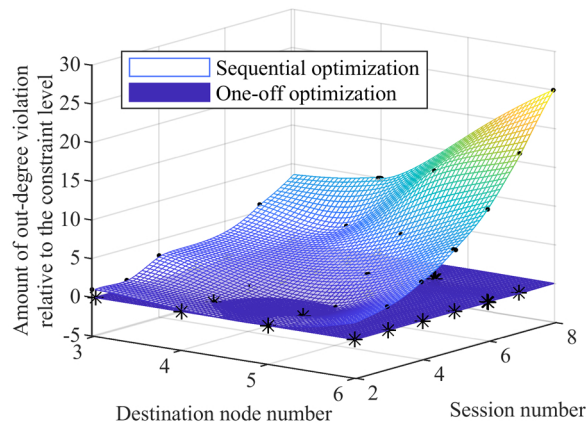 30
25
20
15
10
5
0
-5
Amount of out-degree violation
relative to the constraint level
Sequential optimization
One-off optimization
3
4
5
6
Destination node number
2
4
6
8
Session number